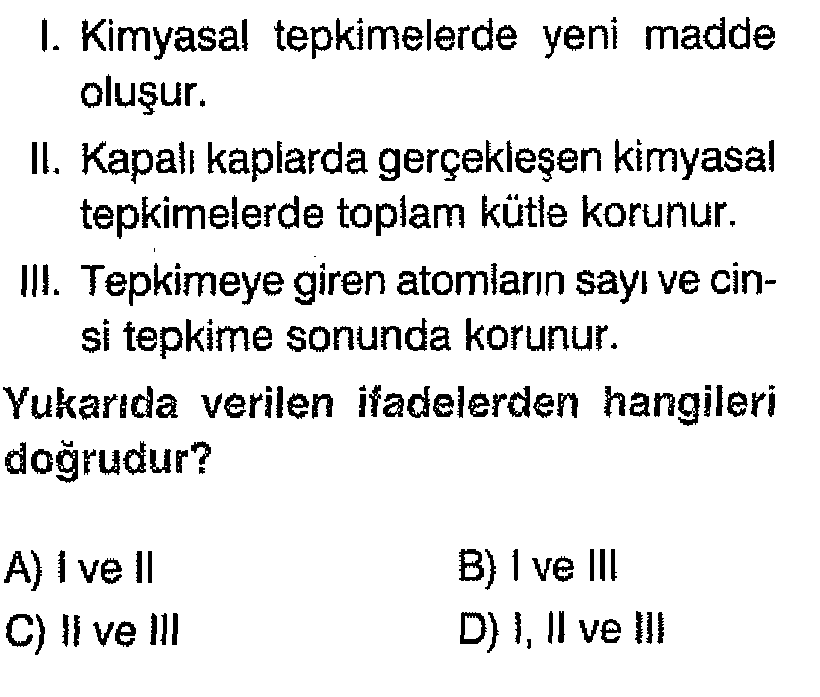 I. Kimyasal tepkimelerde yeni madde
oluşur.
II. Kapalı kaplarda gerçekleşen kimyasal
tepkimelerde toplam kütle korunur.
III. Tepkimeye giren atomların sayı ve cin-
si tepkime sonunda korunur.
Yukarıda verilen ifadelerden hangileri
doğrudur?
A) I ve II B) I ve III
C) II ve III D) I, II ve III